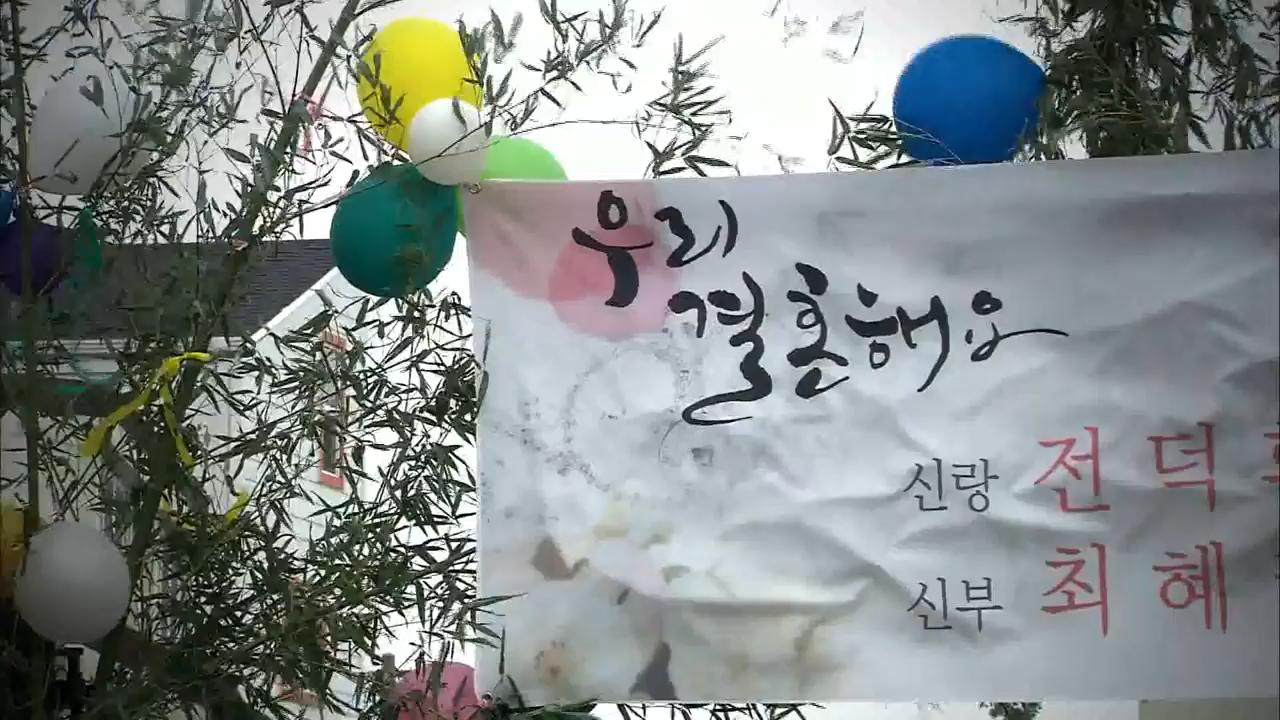 우리
결혼해요
신랑 전덕
신부 최혜